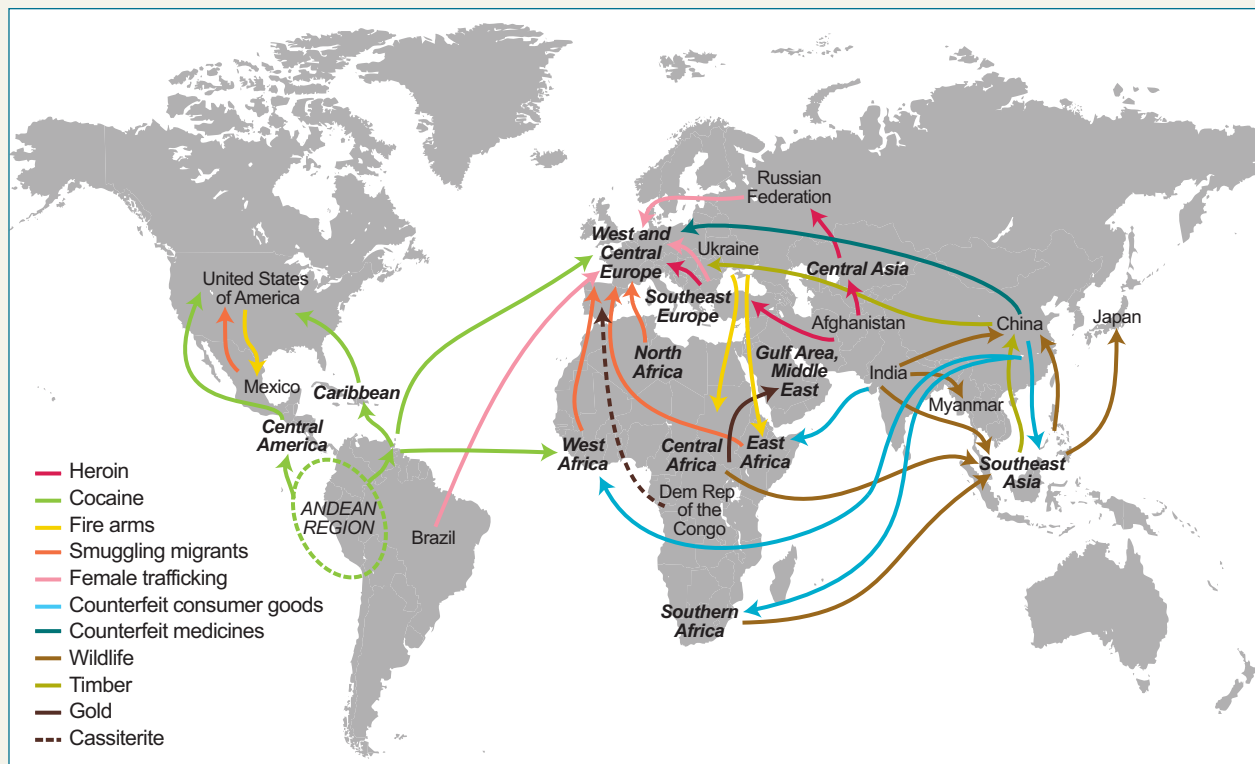 Russian
Federation
West and
Central
Europe
Ukraine
Central Asia
United States
of America
Southeast
Europe
Afghanistan
China
Japan
North
Africa
Gulf Area,
Middle
East
India
Mexico
Caribbean
Myanmar
Central
America
West
Africa
Central
Africa
East
Africa
Southeast
Asia
ANDEAN
REGION
Dem Rep
of the
Congo
Brazil
Southern
Africa
Heroin
Cocaine
Fire arms
Smuggling migrants
Female trafficking
Counterfeit consumer goods
Counterfeit medicines
Wildlife
Timber
Gold
Cassiterite